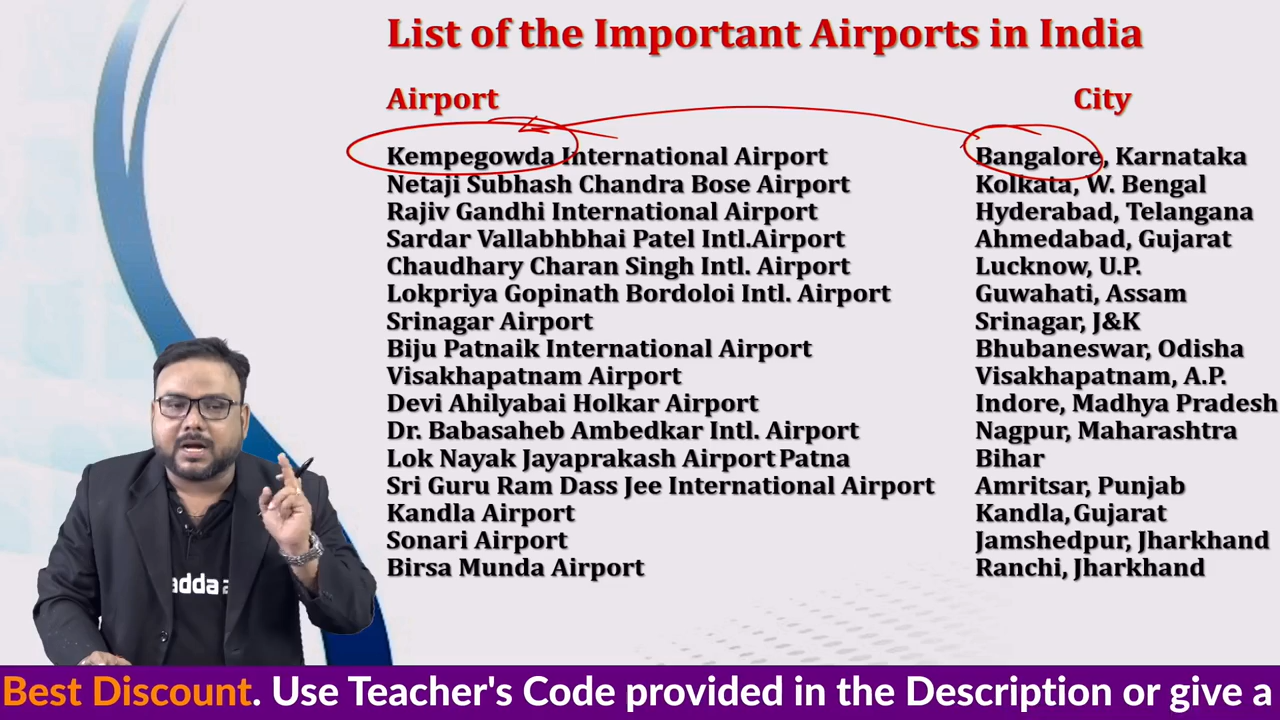 List of the Important Airports in India
Airport City
Kempegowda International Airport Bangalore, Karnataka
Netaji Subhash Chandra Bose Airport Kolkata, W. Bengal
Rajiv Gandhi International Airport Hyderabad, Telangana
Sardar Vallabhbhai Patel Intl.Airport Ahmedabad, Gujarat
Chaudhary Charan Singh Intl. Airport Lucknow, U.P.
Lokpriya Gopinath Bordoloi Intl. Airport Guwahati, Assam
Srinagar Airport Srinagar, J&K
Biju Patnaik International Airport Bhubaneswar, Odisha
Visakhapatnam Airport Visakhapatnam, A.P.
Devi Ahilyabai Holkar Airport Indore, Madhya Pradesh
Dr. Babasaheb Ambedkar Intl. Airport Nagpur, Maharashtra
Lok Nayak Jayaprakash Airport Patna Bihar
Sri Guru Ram Dass Jee International Airport Amritsar, Punjab
Kandla Airport Kandla, Gujarat
Sonari Airport Jamshedpur, Jharkhand
Birsa Munda Airport Ranchi, Jharkhand
adda
Best Discount. Use Teacher's Code provided in the Description or give a